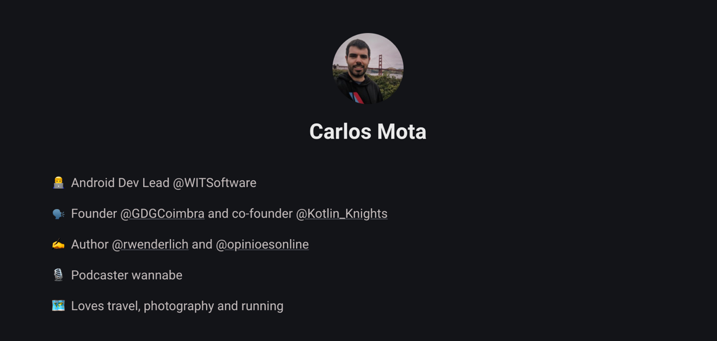 Carlos Mota
Android Dev Lead @WITSoftware
Founder @GDGCoimbra and co-founder @Kotlin_Knights
Author @rwenderlich and @opinioesonline
Podcaster wannabe
Loves travel, photography and running